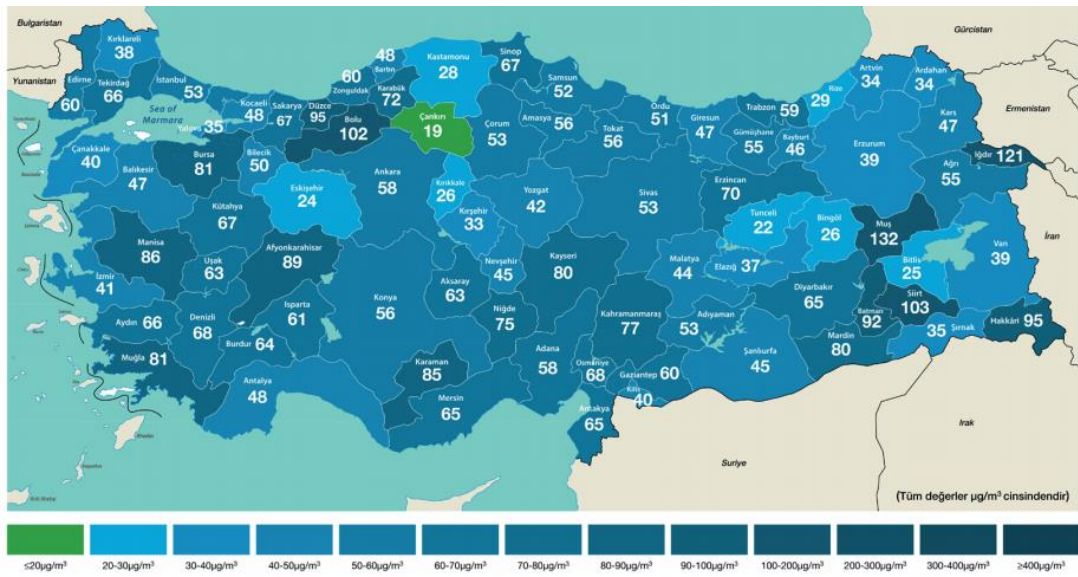 Bulgaristan
Gürcistan
Yunanistan
Ermenistan
İran
Irak
Suriye
Sea of
Marmara
Kırklareli
38
Edirne
60
Tekirdağ
66
İstanbul
53
Yalova
35
Kocaeli
48
Sakarya
67
Düzce
95
Bolu
102
60
Zonguldak
48
Bartın
Karabük
72
Kastamonu
28
Sinop
67
Çankırı
19
Samsun
52
Çorum
53
Amasya
56
Tokat
56
Ordu
51
Giresun
47
Trabzon
59
Gümüşhane
55
Bayburt
46
Rize
29
Artvin
34
Ardahan
34
Kars
47
Iğdır
121
Ağrı
55
Erzurum
39
Erzincan
70
Çanakkale
40
Balıkesir
47
Bursa
81
Bilecik
50
Eskişehir
24
Kütahya
67
Ankara
58
Kırıkkale
26
Kırşehir
33
Yozgat
42
Sivas
53
Tunceli
22
Bingöl
26
Muş
132
Bitlis
25
Van
39
Manisa
86
İzmir
41
Uşak
63
Afyonkarahisar
89
Aydın
66
Denizli
68
Isparta
61
Burdur
64
Muğla
81
Antalya
48
Konya
56
Aksaray
63
Nevşehir
45
Niğde
75
Kayseri
80
Karaman
85
Mersin
65
Adana
58
Osmaniye
68
Kahramanmaraş
77
Malatya
44
Elazığ
37
Adıyaman
53
Gaziantep
60
Kilis
40
Antakya
65
Şanlıurfa
45
Diyarbakır
65
Mardin
80
Batman
92
Siirt
103
Şırnak
35
Hakkâri
95
(Tüm değerler µg/m³ cinsindendir)
≤20µg/m³
20-30µg/m³
30-40µg/m³
40-50µg/m³
50-60µg/m³
60-70µg/m³
70-80µg/m³
80-90µg/m³
90-100µg/m³
100-200µg/m³
200-300µg/m³
300-400µg/m³
≥400µg/m³